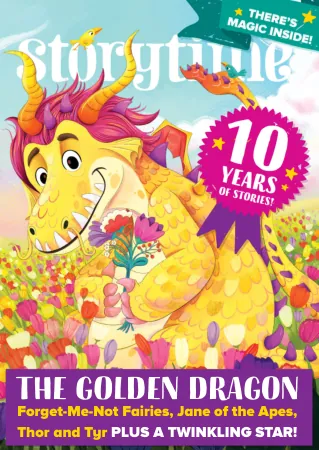 THERE'S
MAGIC INSIDE!
storytime
10
YEARS
OF STORIES!
THE GOLDEN DRAGON
Forget-Me-Not Fairies, Jane of the Apes,
Thor and Tyr PLUS A TWINKLING STAR!